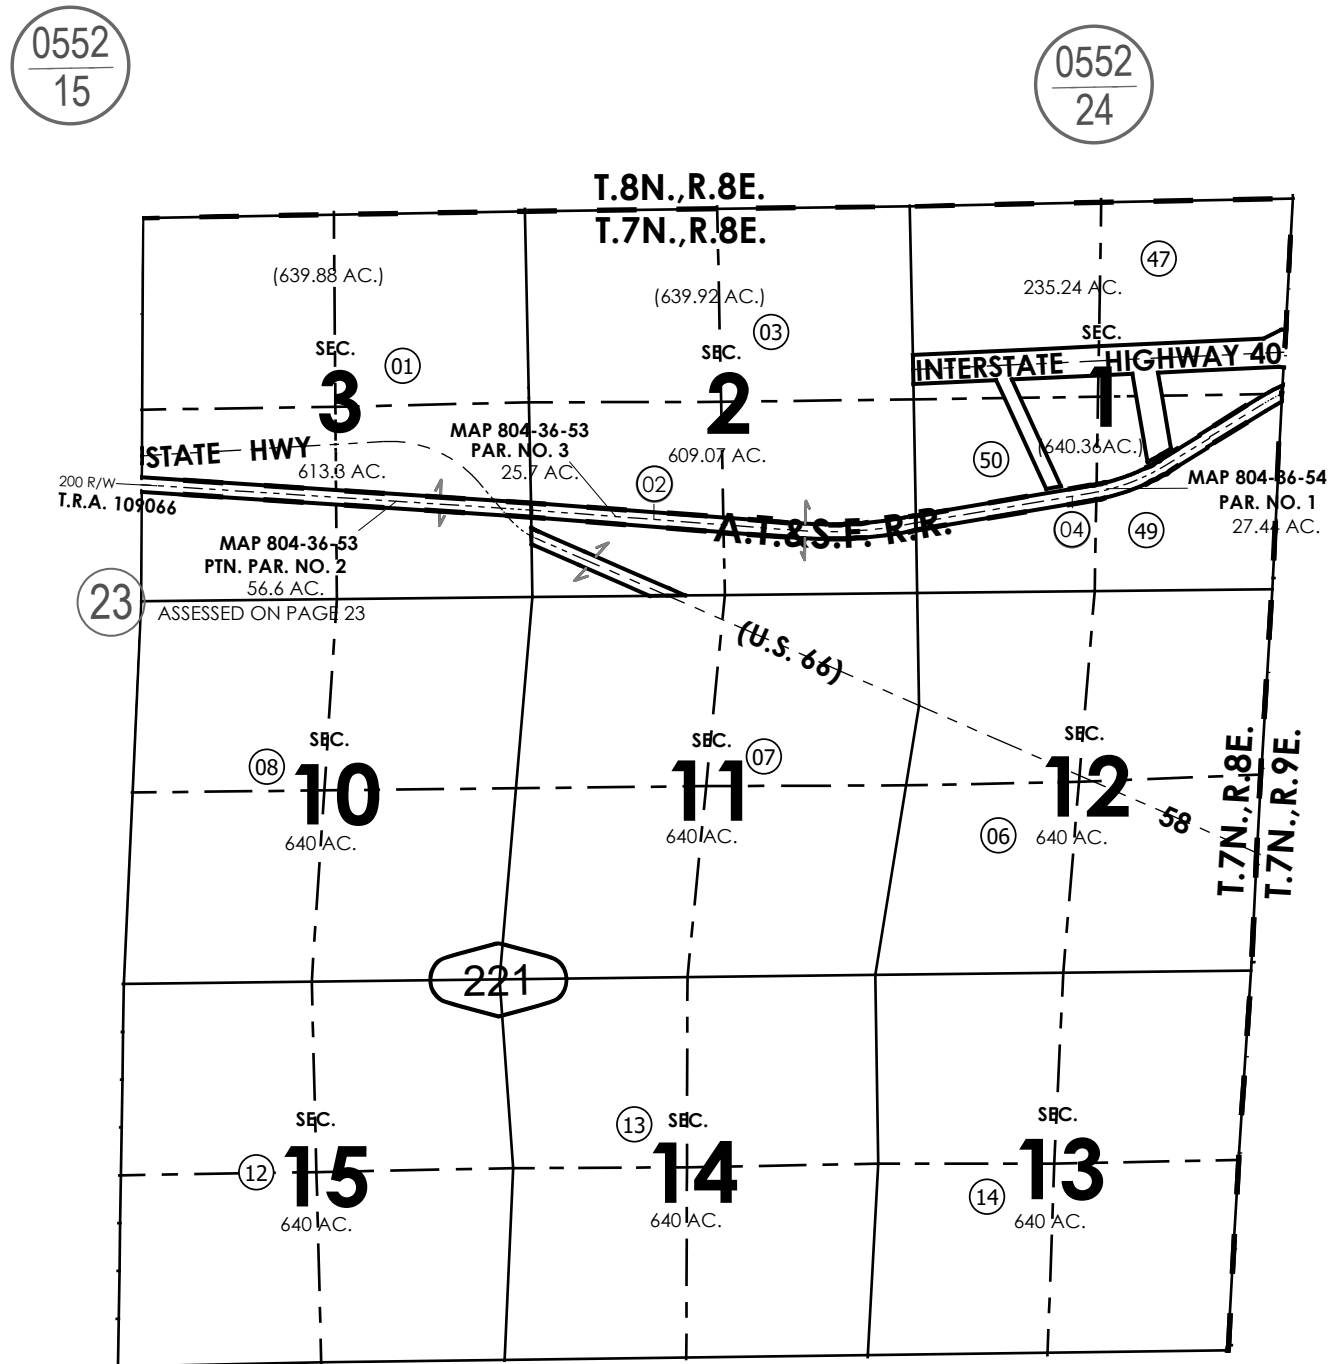 0552
15
0552
24
T.8N.,R.8E.
T.7N.,R.8E.
(639.88 AC.)
(639.92 AC.)
235.24 AC.
47
SEC.
3
01
SEC.
2
03
SEC.
1
INTERSTATE HIGHWAY 40
STATE HWY
613.3 AC.
MAP 804-36-53
PAR. NO. 3
25.7 AC.
609.07 AC.
50
(640.36AC.)
200 R/W
T.R.A. 109066
02
MAP 804-36-54
PAR. NO. 1
27.44 AC.
A.T.&S.F. R.R.
04
49
MAP 804-36-53
PTN. PAR. NO. 2
56.6 AC.
ASSESSED ON PAGE 23
23
(U.S. 66)
SEC.
10
08
640 AC.
SEC.
11
07
640 AC.
SEC.
12
06
640 AC.
58
T.7N.,R.8E.
T.7N.,R.9E.
221
SEC.
15
12
640 AC.
SEC.
14
13
640 AC.
SEC.
13
14
640 AC.